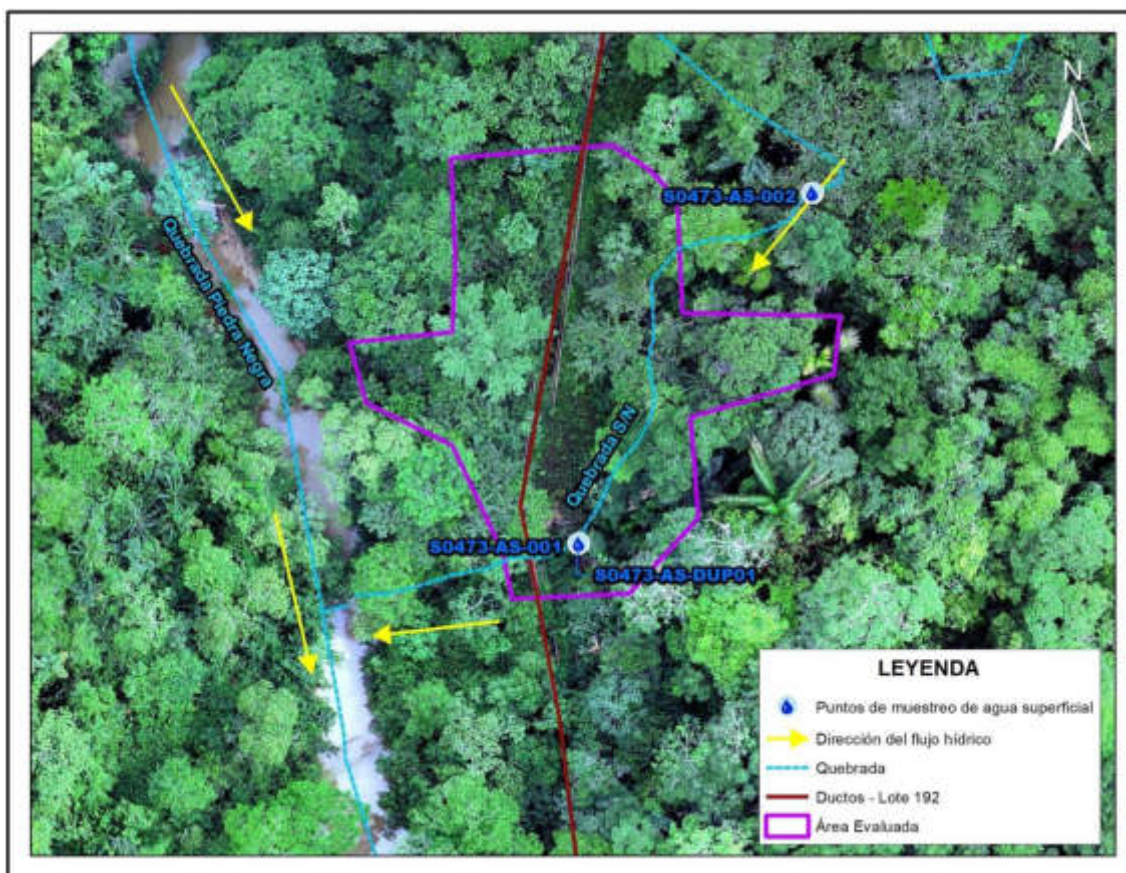 N
S0473-AS-002
Quebrada Piedra Negra
Quebrada S/N
S0473-AS-001
S0473-AS-DUP01
LEYENDA
Puntos de muestreo de agua superficial
Dirección del flujo hídrico
Quebrada
Ductos - Lote 192
Área Evaluada